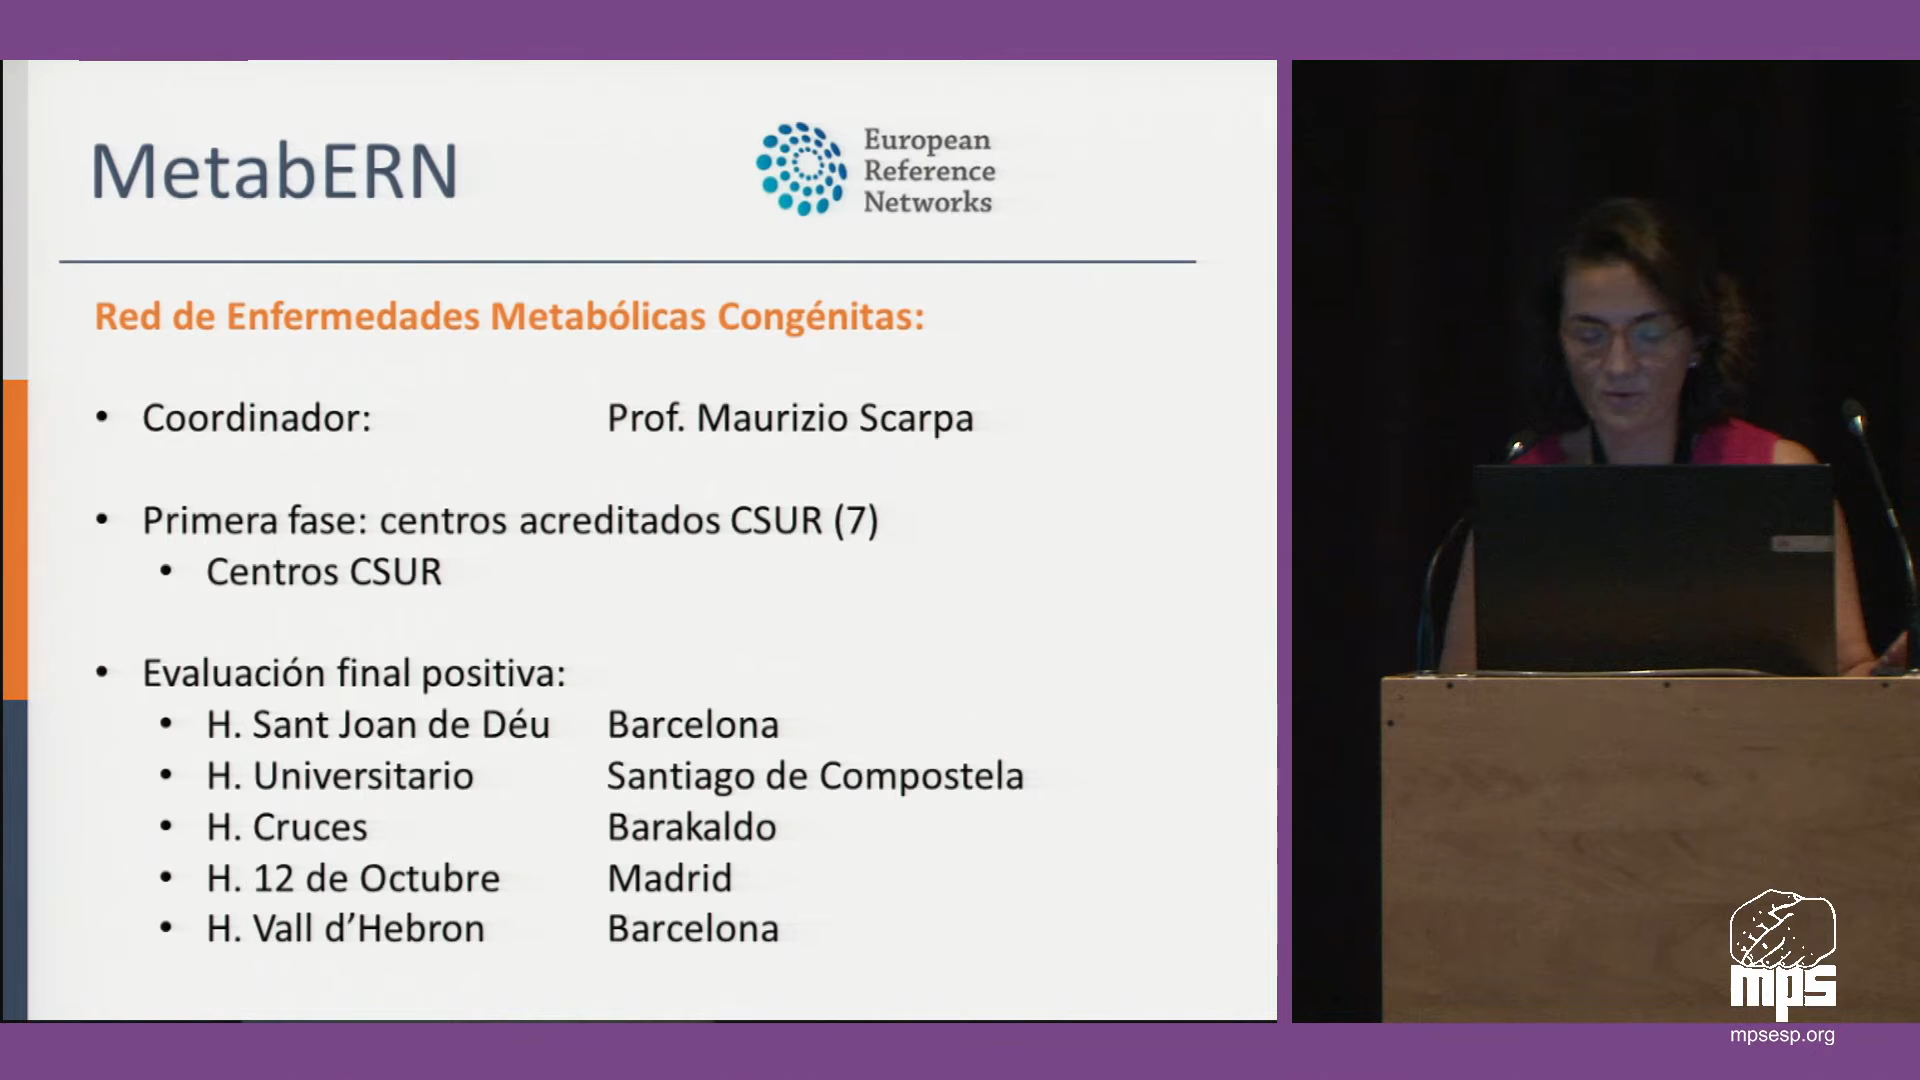 MetabERN
European
Reference
Networks
Red de Enfermedades Metabólicas Congénitas:
• Coordinador: Prof. Maurizio Scarpa
• Primera fase: centros acreditados CSUR (7)
• Centros CSUR
• Evaluación final positiva:
• H. Sant Joan de Déu Barcelona
• H. Universitario Santiago de Compostela
• H. Cruces Barakaldo
• H. 12 de Octubre Madrid
• H. Vall d’Hebron Barcelona
mps
mpsesp.org